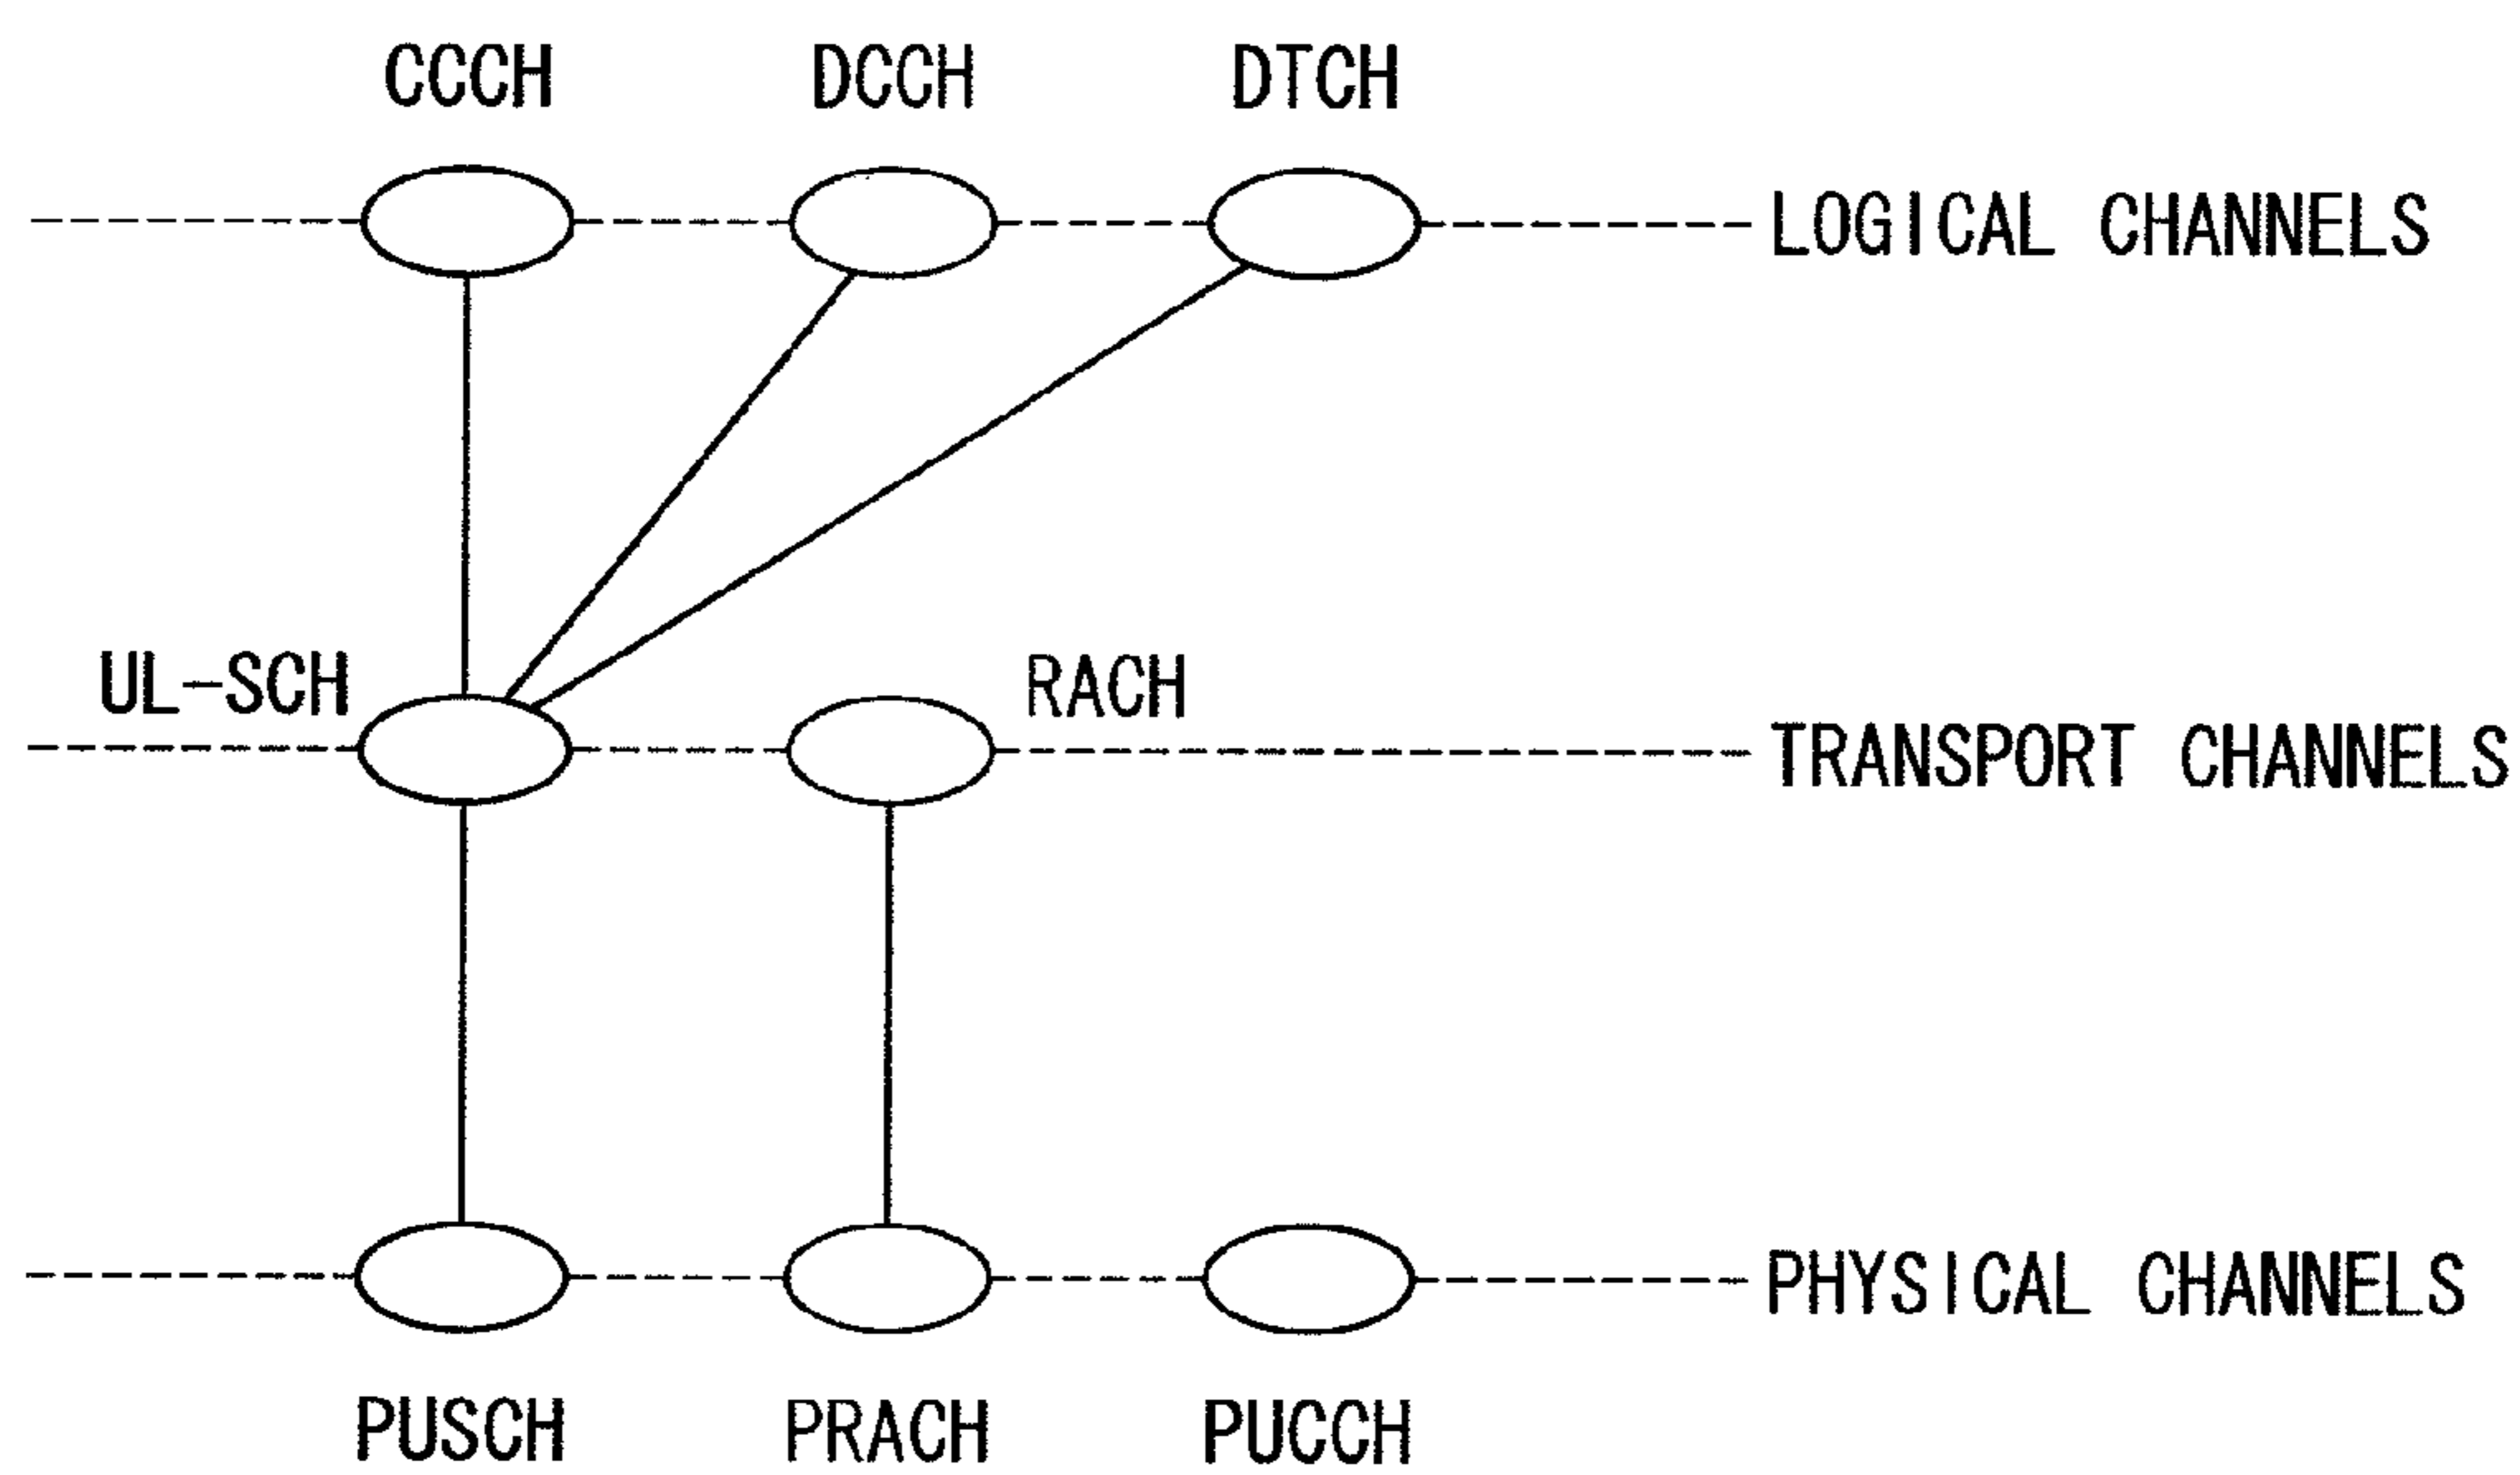 CCCH DCCH DTCH
LOGICAL CHANNELS
UL-SCH RACH
TRANSPORT CHANNELS
PHYSICAL CHANNELS
PUSCH PRACH PUCCH